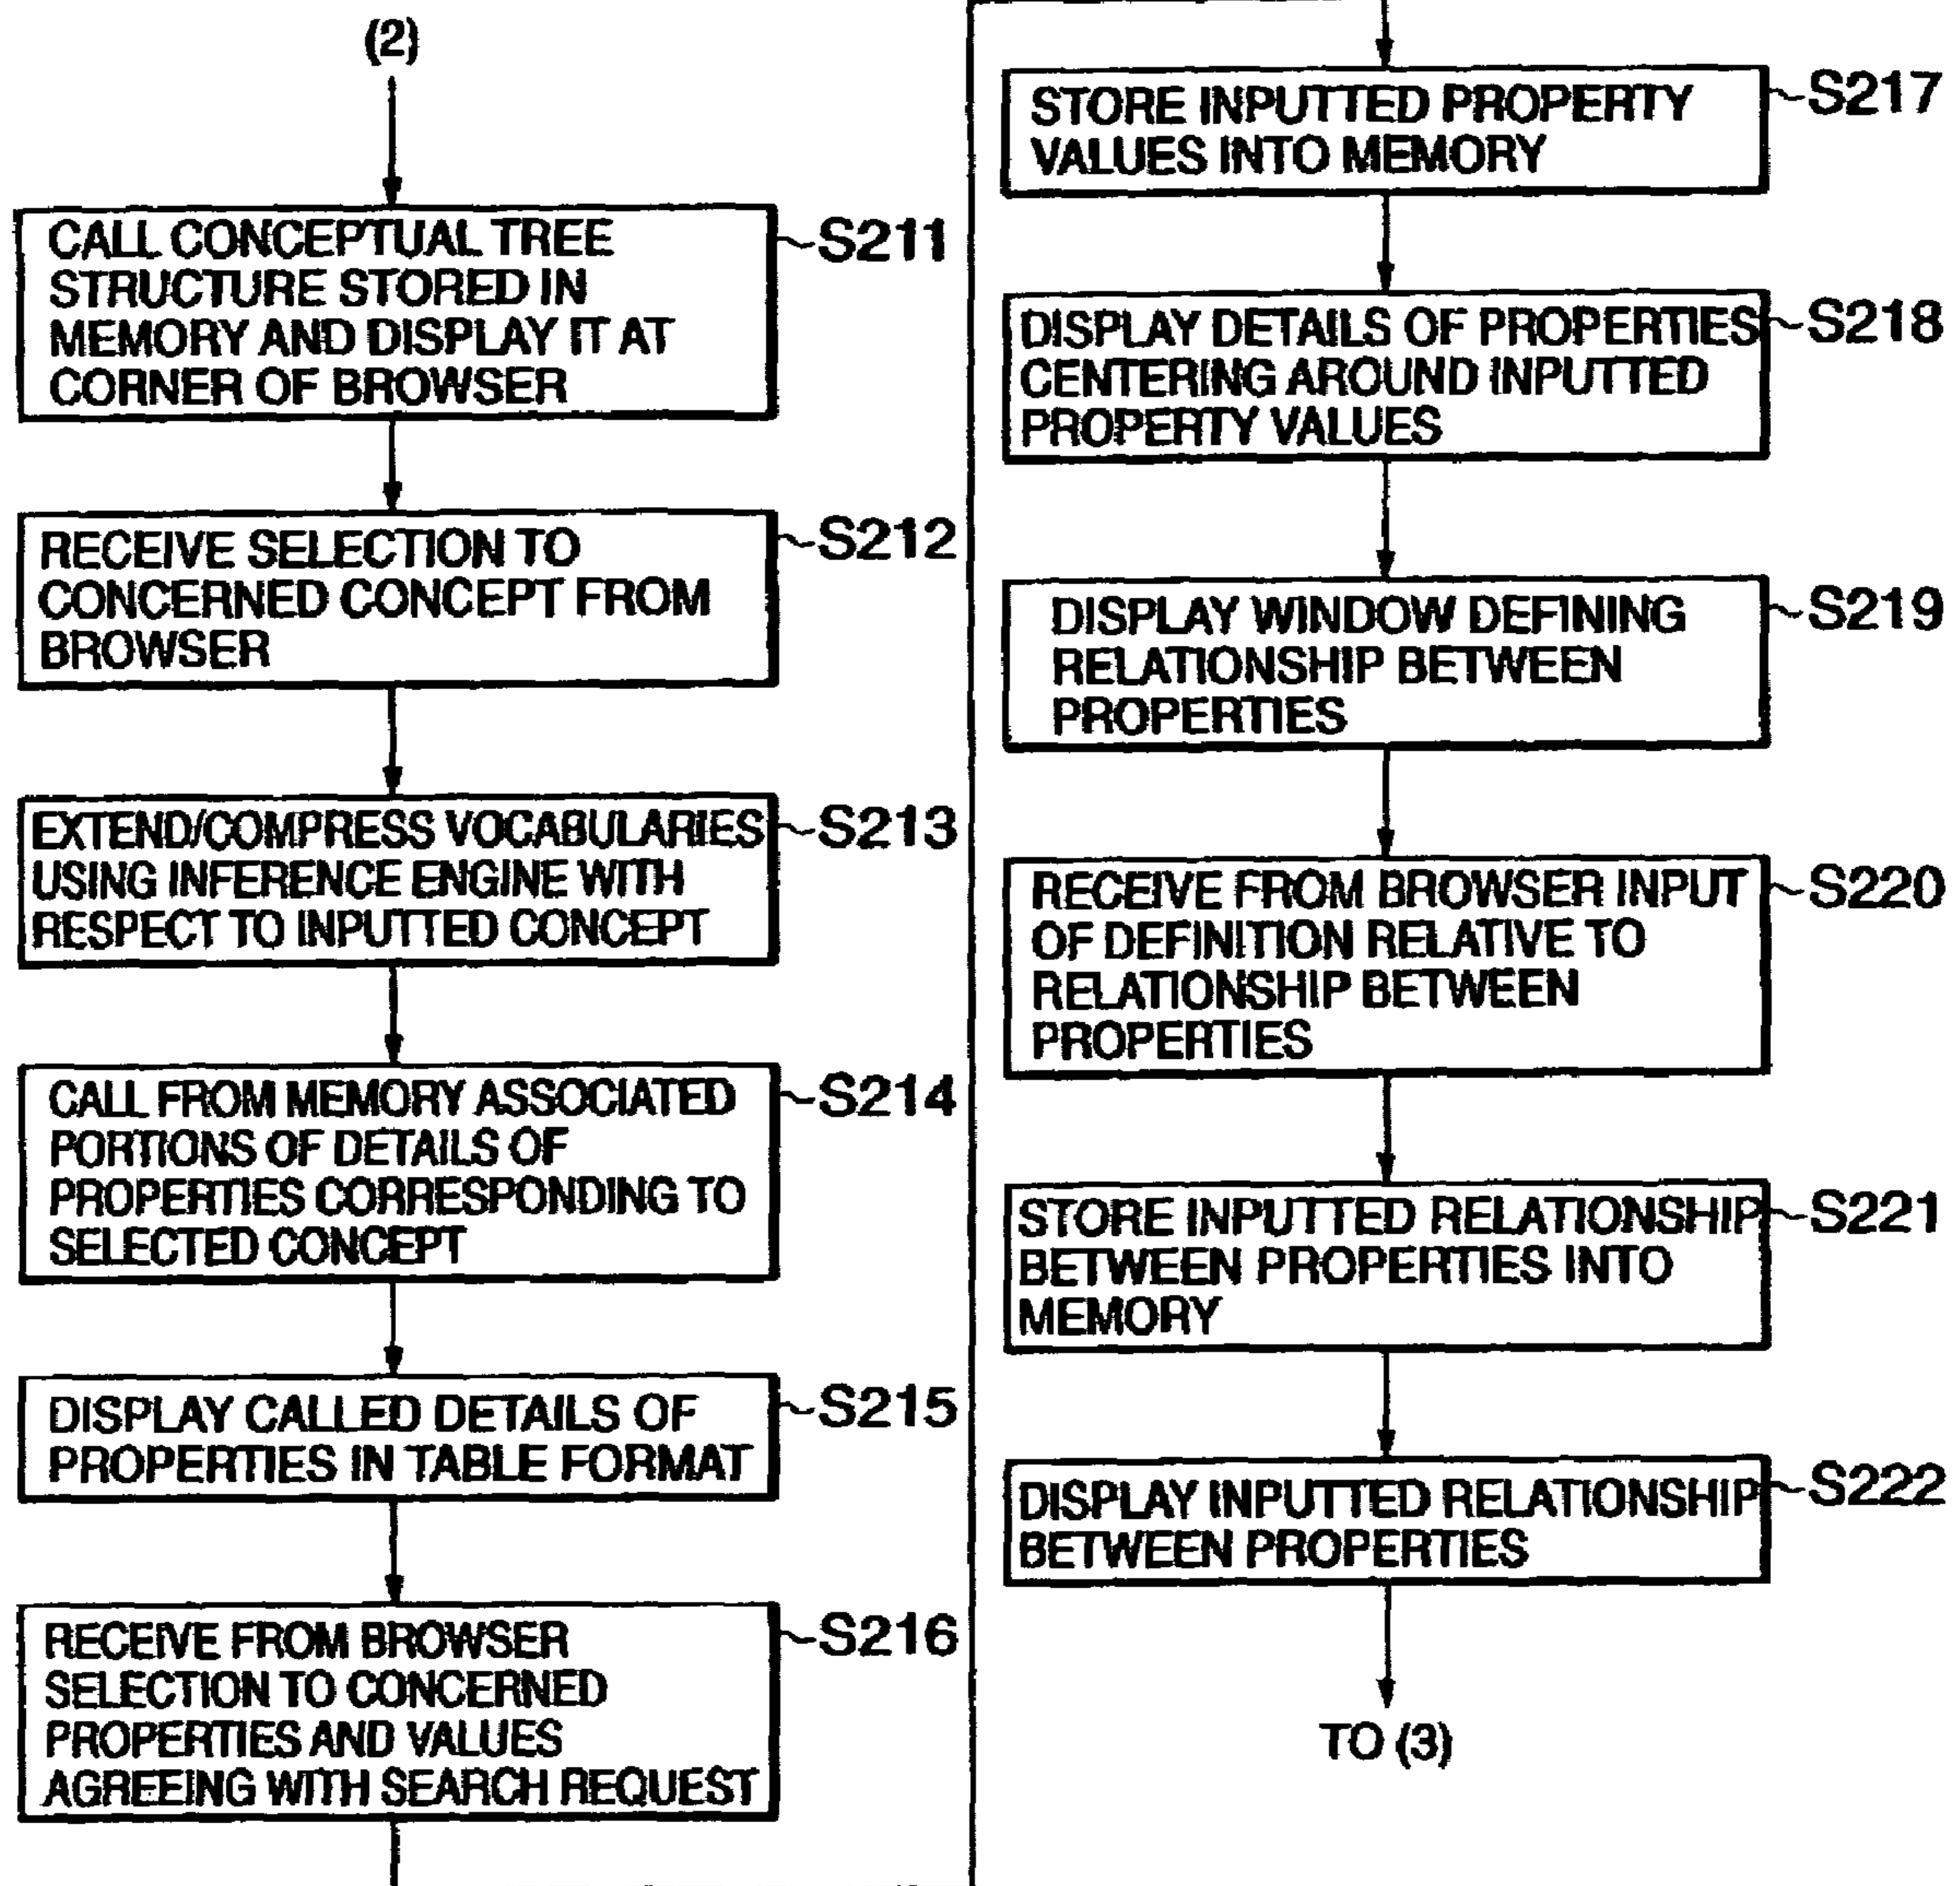 (2)
CALL CONCEPTUAL TREE
STRUCTURE STORED IN
MEMORY AND DISPLAY IT AT
CORNER OF BROWSER
S211
RECEIVE SELECTION TO
CONCERNED CONCEPT FROM
BROWSER
S212
EXTEND/COMPRESS VOCABULARIES
USING INFERENCE ENGINE WITH
RESPECT TO INPUTTED CONCEPT
S213
CALL FROM MEMORY ASSOCIATED
PORTIONS OF DETAILS OF
PROPERTIES CORRESPONDING TO
SELECTED CONCEPT
S214
DISPLAY CALLED DETAILS OF
PROPERTIES IN TABLE FORMAT
S215
RECEIVE FROM BROWSER
SELECTION TO CONCERNED
PROPERTIES AND VALUES
AGREEING WITH SEARCH REQUEST
S216
STORE INPUTTED PROPERTY
VALUES INTO MEMORY
S217
DISPLAY DETAILS OF PROPERTIES
CENTERING AROUND INPUTTED
PROPERTY VALUES
S218
DISPLAY WINDOW DEFINING
RELATIONSHIP BETWEEN
PROPERTIES
S219
RECEIVE FROM BROWSER INPUT
OF DEFINITION RELATIVE TO
RELATIONSHIP BETWEEN
PROPERTIES
S220
STORE INPUTTED RELATIONSHIP
BETWEEN PROPERTIES INTO
MEMORY
S221
DISPLAY INPUTTED RELATIONSHIP
BETWEEN PROPERTIES
S222
TO (3)